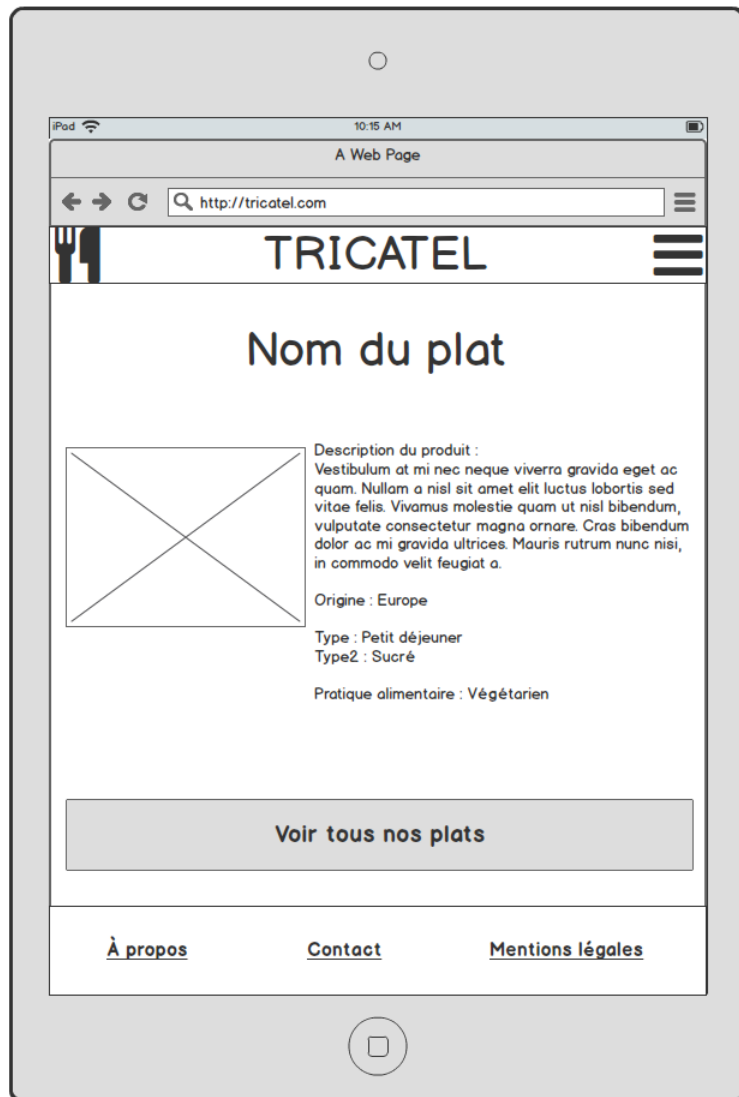 iPad
10:15 AM
A Web Page
http://tricatel.com
TRICATEL
Nom du plat
Description du produit :
Vestibulum at mi nec neque viverra gravida eget ac
quam. Nullam a nisl sit amet elit luctus lobortis sed
vitae felis. Vivamus molestie quam ut nisl bibendum,
vulputate consectetur magna ornare. Cras bibendum
dolor ac mi gravida ultrices. Mauris rutrum nunc nisi,
in commodo velit feugiat a.
Origine : Europe
Type : Petit déjeuner
Type2 : Sucré
Pratique alimentaire : Végétarien
Voir tous nos plats
À propos
Contact
Mentions légales